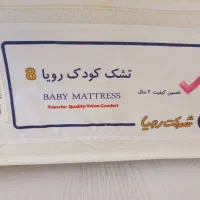 تشک کودک رویا 8
BABY MATTRESS
Superior Quality-Value-Comfort
تضمین کیفیت ۲ سال
شرکت رویا